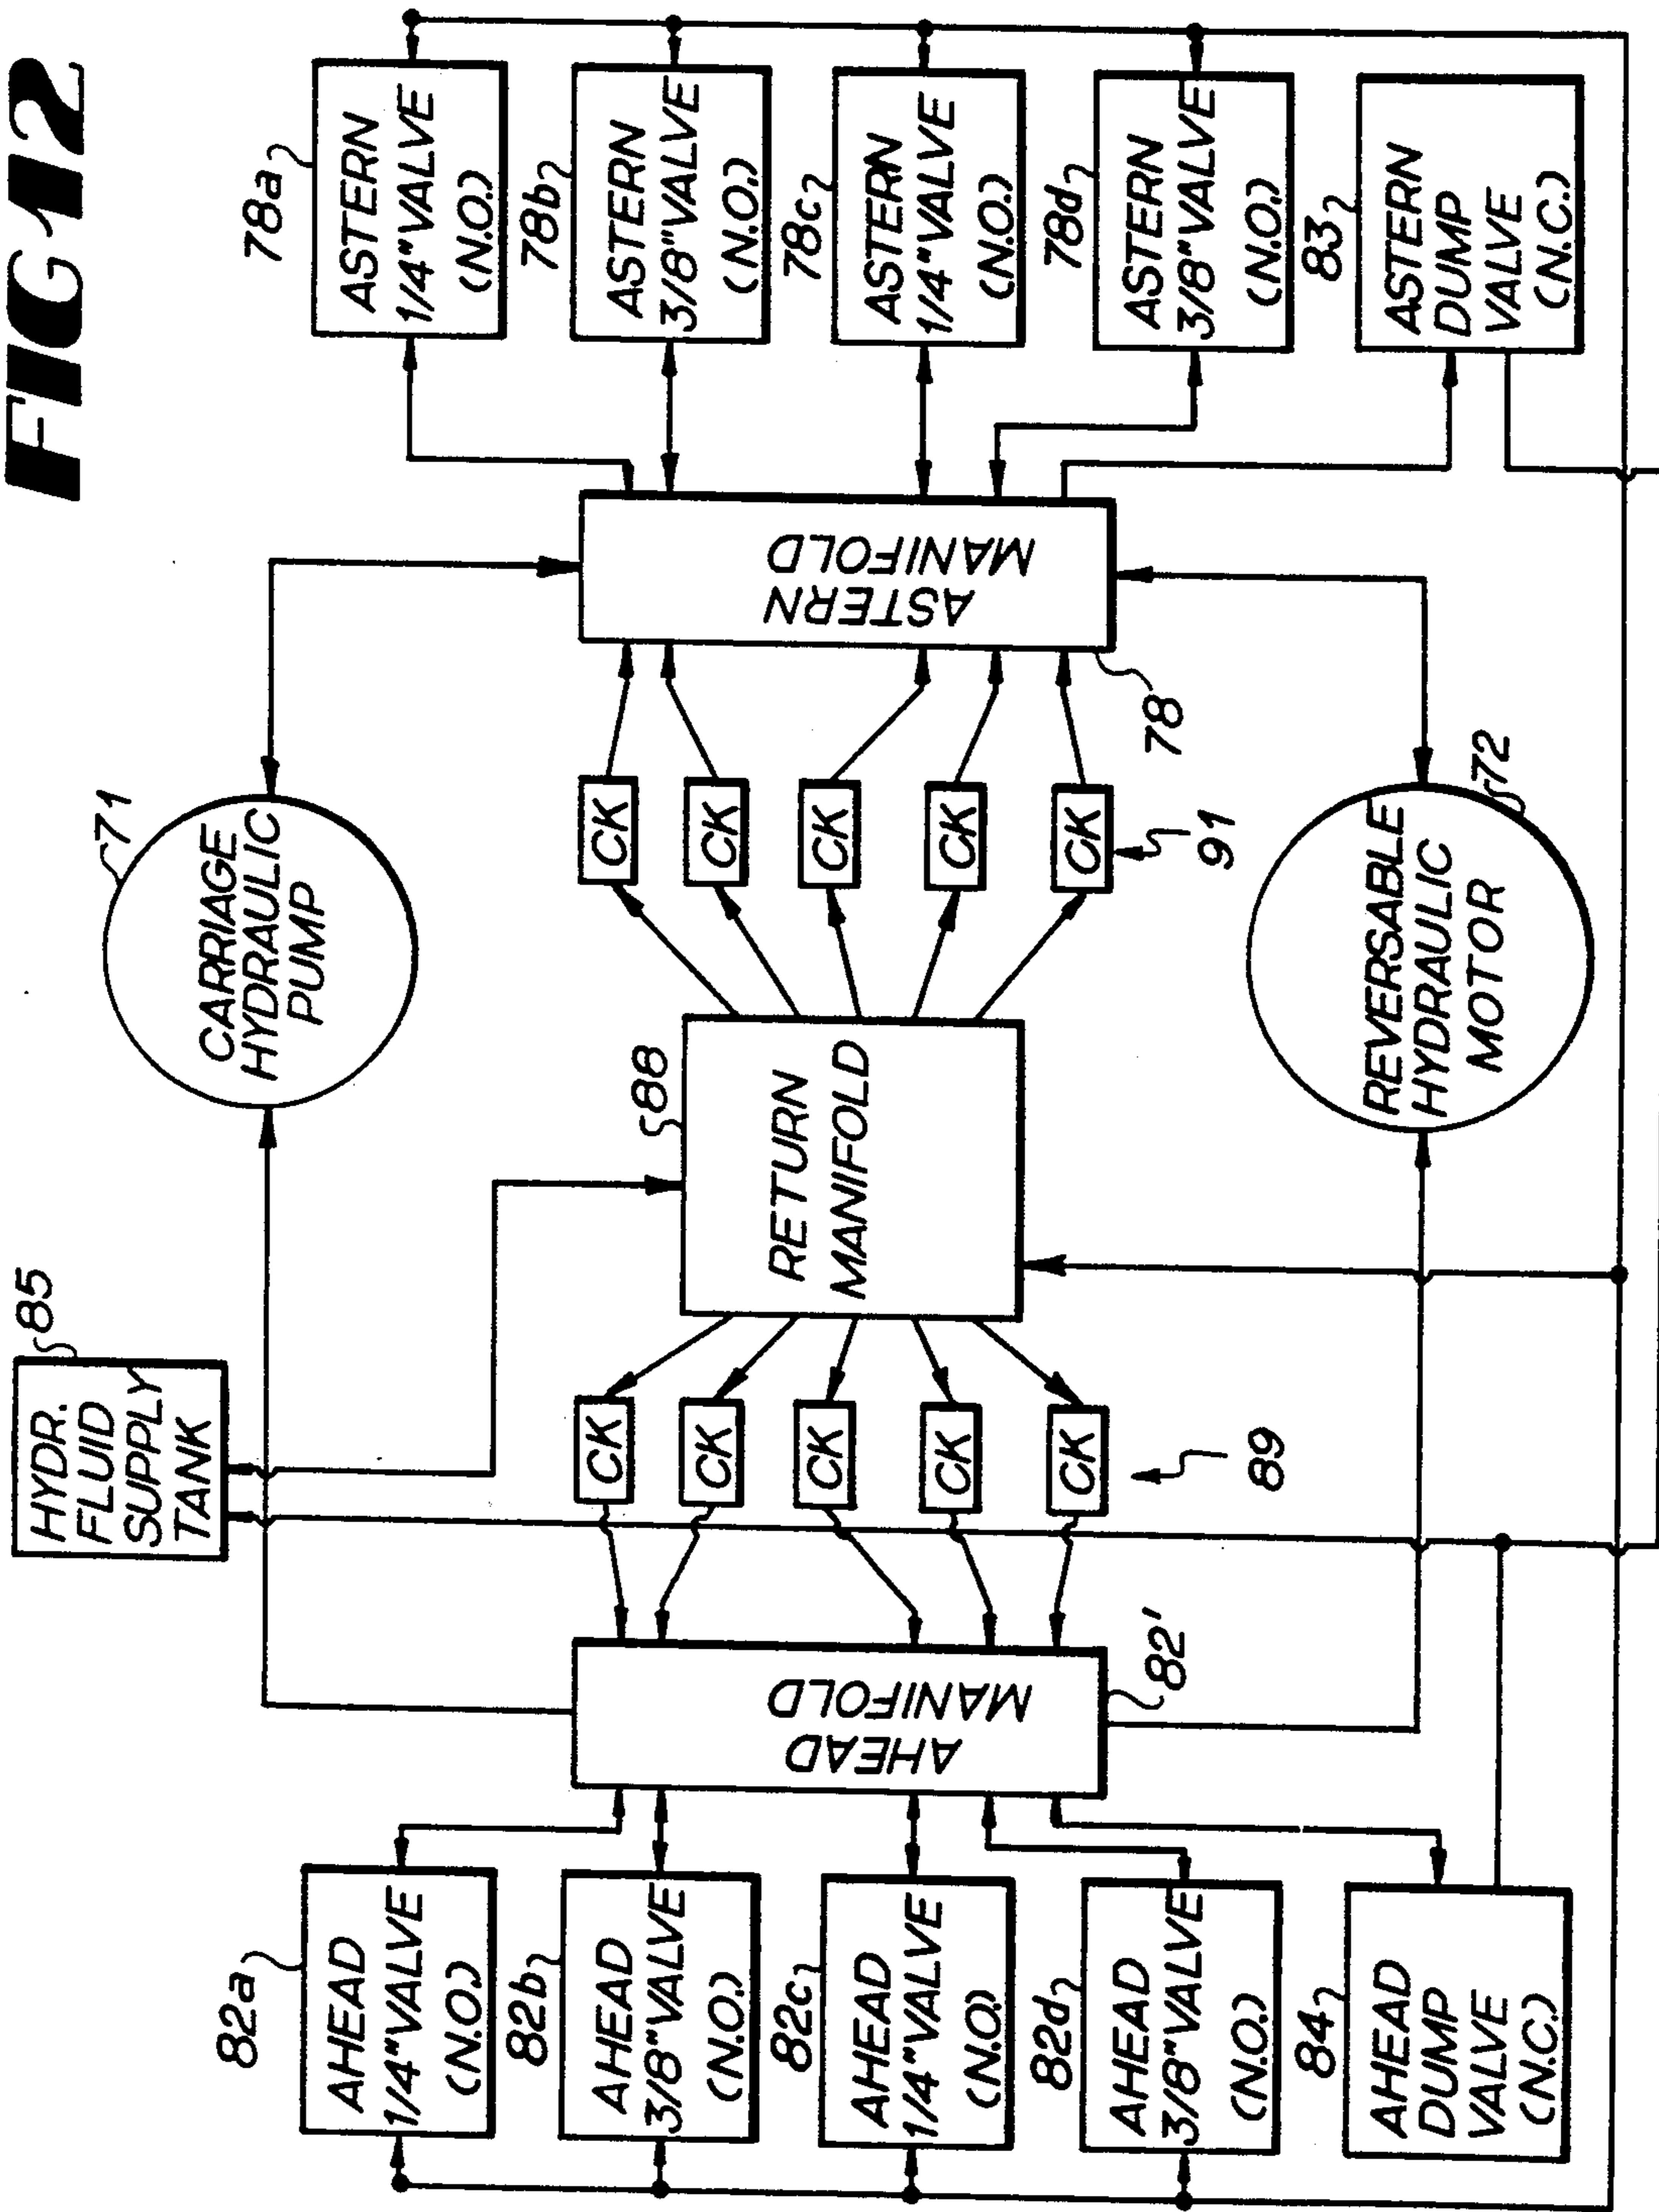 FIG 12
HYDR.
FLUID
SUPPLY
TANK
85
71
CARRIAGE
HYDRAULIC
PUMP
82a
AHEAD
1/4" VALVE
(N.O.)
82b
AHEAD
3/8" VALVE
(N.O.)
82c
AHEAD
1/4" VALVE
(N.O.)
82d
AHEAD
3/8" VALVE
(N.O.)
84
AHEAD
DUMP
VALVE
(N.C.)
AHEAD
MANIFOLD
82'
CK
CK
CK
CK
CK
89
88
RETURN
MANIFOLD
CK
CK
CK
CK
CK
91
ASTERN
MANIFOLD
78
REVERSABLE
HYDRAULIC
MOTOR
72
78a
ASTERN
1/4" VALVE
(N.O.)
78b
ASTERN
3/8" VALVE
(N.O.)
78c
ASTERN
1/4" VALVE
(N.O.)
78d
ASTERN
3/8" VALVE
(N.O.)
83
ASTERN
DUMP
VALVE
(N.C.)